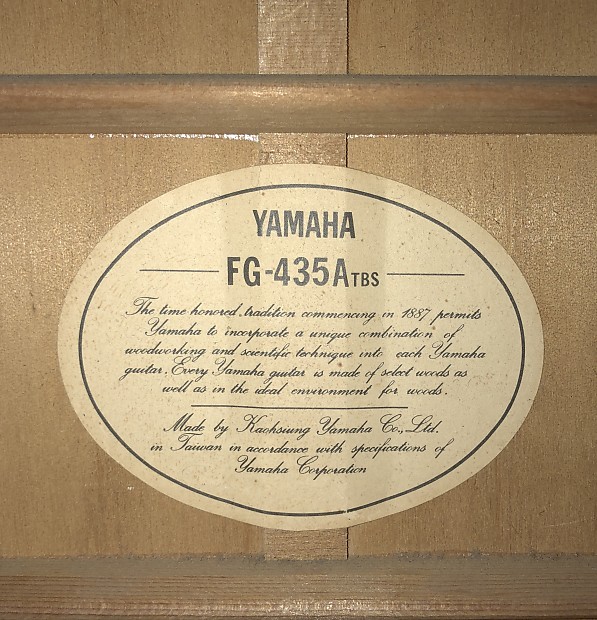 YAMAHA
FG-435A TBS
The time honored, tradition commencing in 1887 permits
Yamaha to incorporate a unique combination of
woodworking and scientific technique into each Yamaha
guitar. Every Yamaha guitar is made of select woods as
well as in the ideal environment for woods.
Made by Kaohsiung Yamaha Co., Ltd.
in Taiwan in accordance with specifications of
Yamaha Corporation